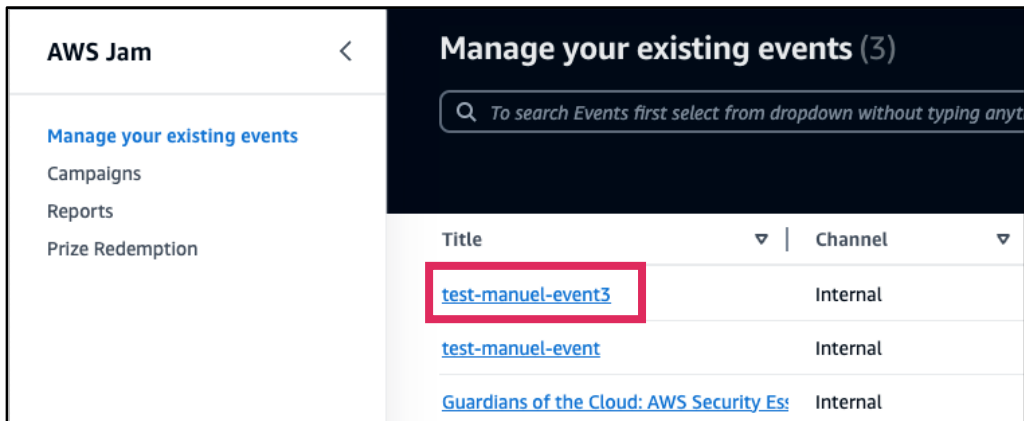 AWS Jam
Manage your existing events
Campaigns
Reports
Prize Redemption
Manage your existing events (3)
To search Events first select from dropdown without typing anyt
Title
Channel
test-manuel-event3
Internal
test-manuel-event
Internal
Guardians of the Cloud: AWS Security Es
Internal